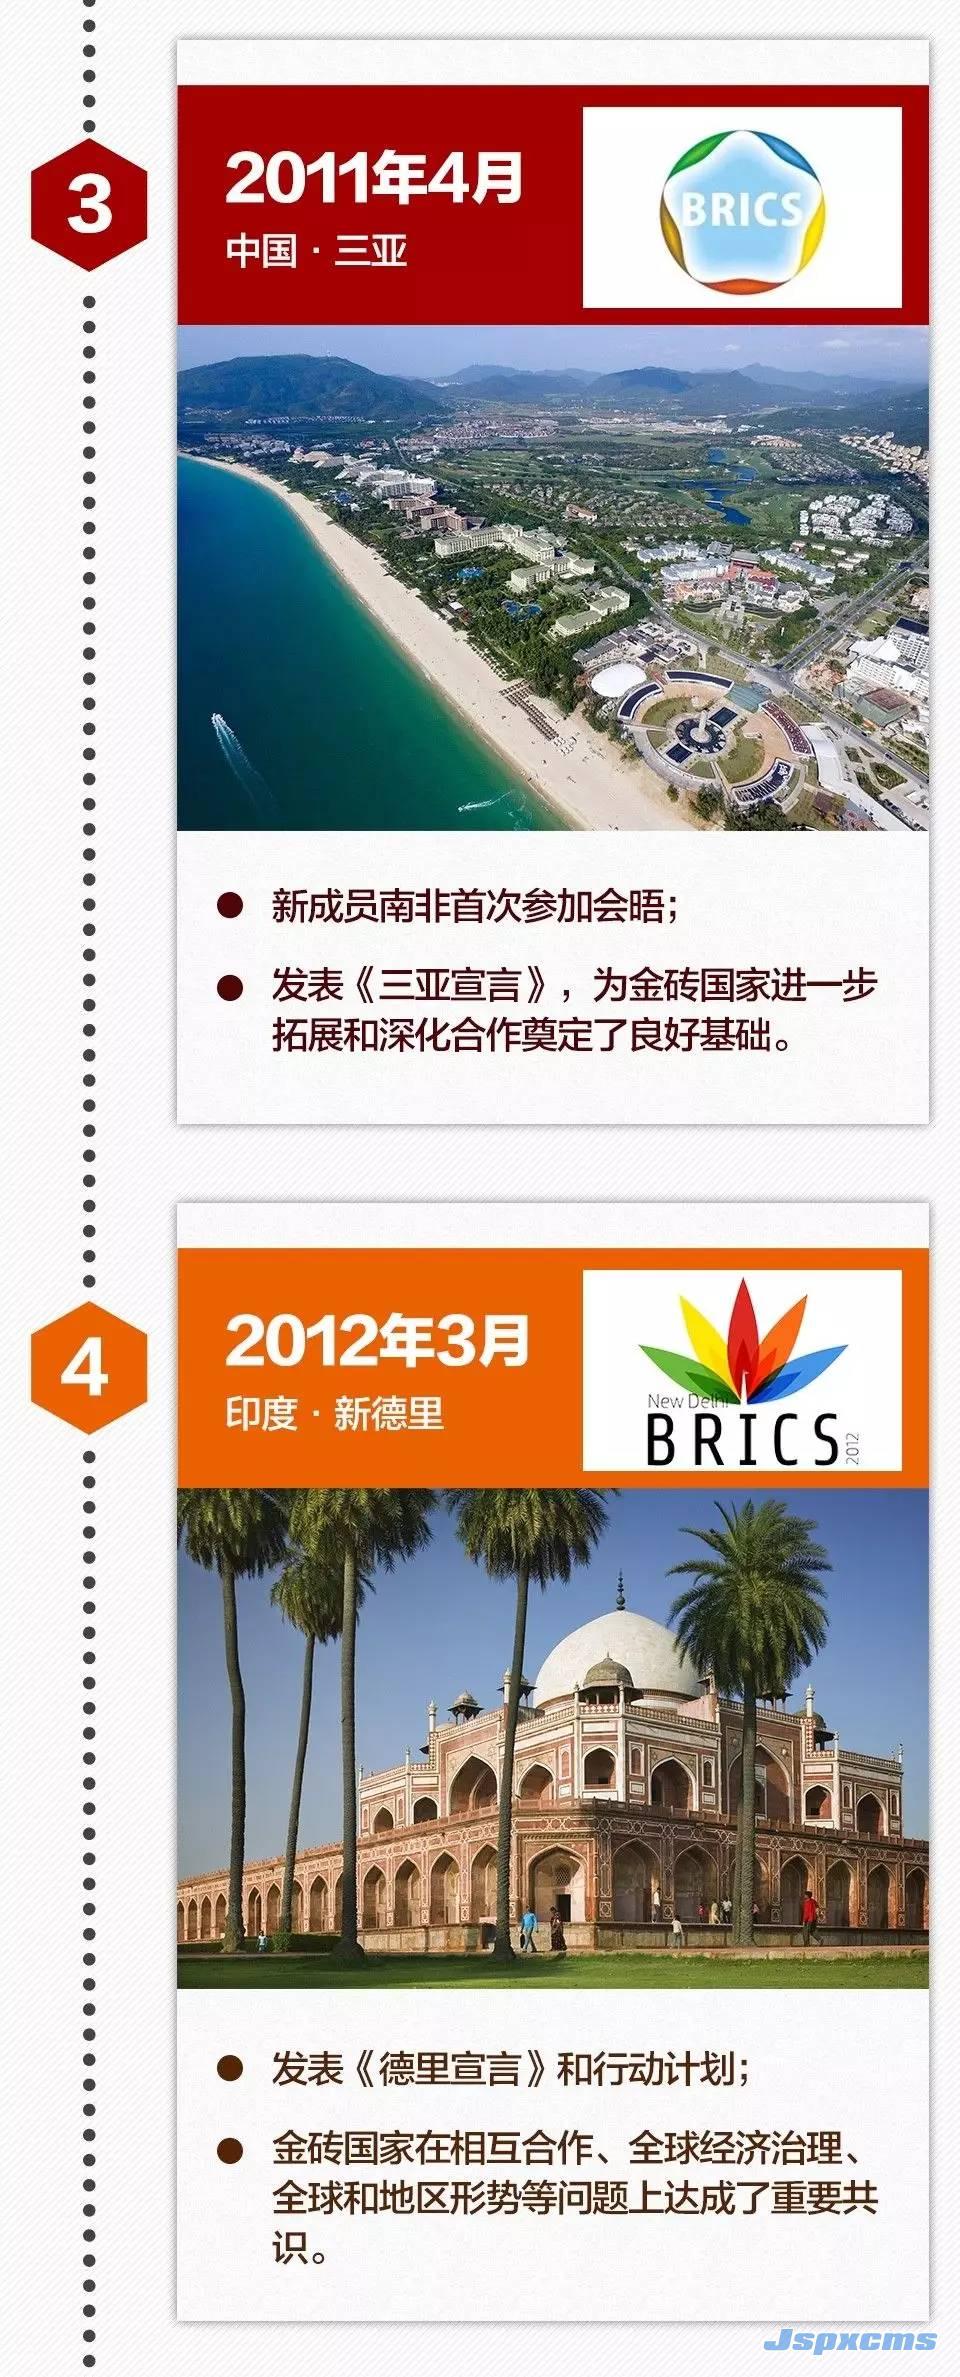 3
2011年4月
中国·三亚
BRICS
新成员南非首次参加会晤；
发表《三亚宣言》，为金砖国家进一步
拓展和深化合作奠定了良好基础。
4
2012年3月
印度·新德里
New Delhi
BRICS
2012
发表《德里宣言》和行动计划；
金砖国家在相互合作、全球经济治理、
全球和地区形势等问题上达成了重要共
识。
Jspxcms